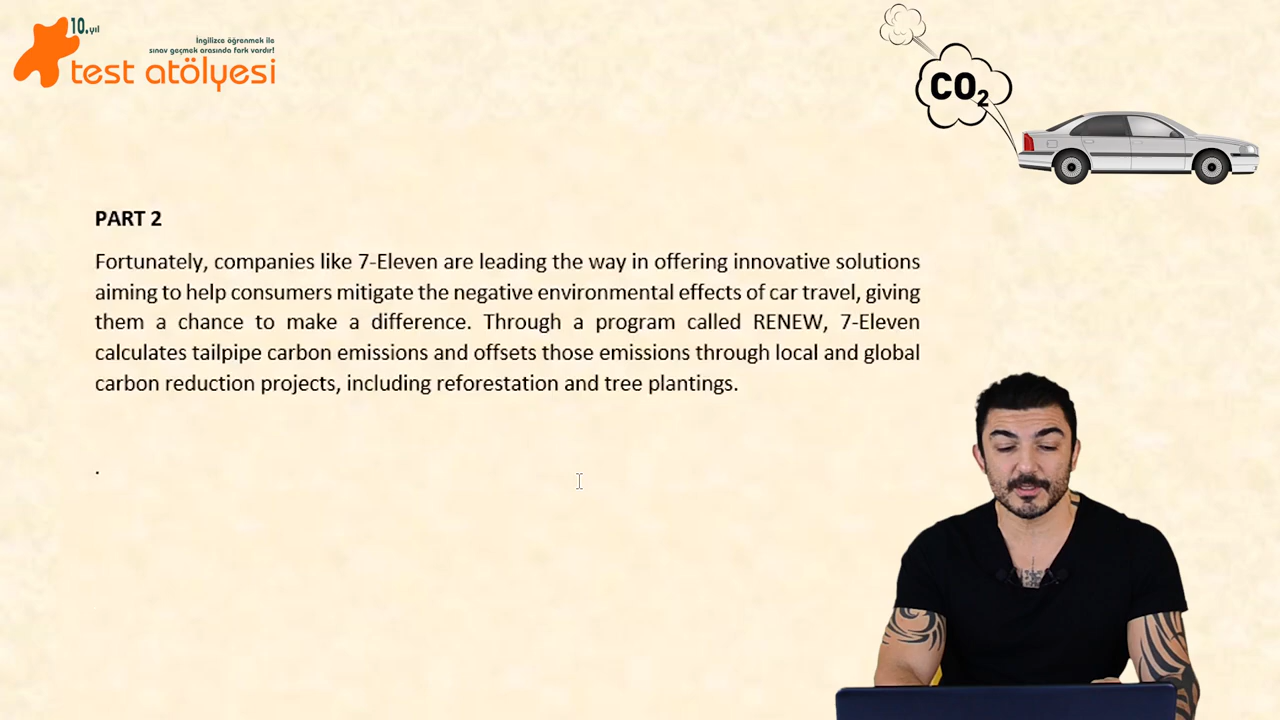 10.yıl
İngilizce öğrenmek ile
sınav geçmek arasında fark vardır!
test atölyesi
CO₂
PART 2
Fortunately, companies like 7-Eleven are leading the way in offering innovative solutions
aiming to help consumers mitigate the negative environmental effects of car travel, giving
them a chance to make a difference. Through a program called RENEW, 7-Eleven
calculates tailpipe carbon emissions and offsets those emissions through local and global
carbon reduction projects, including reforestation and tree plantings.
.